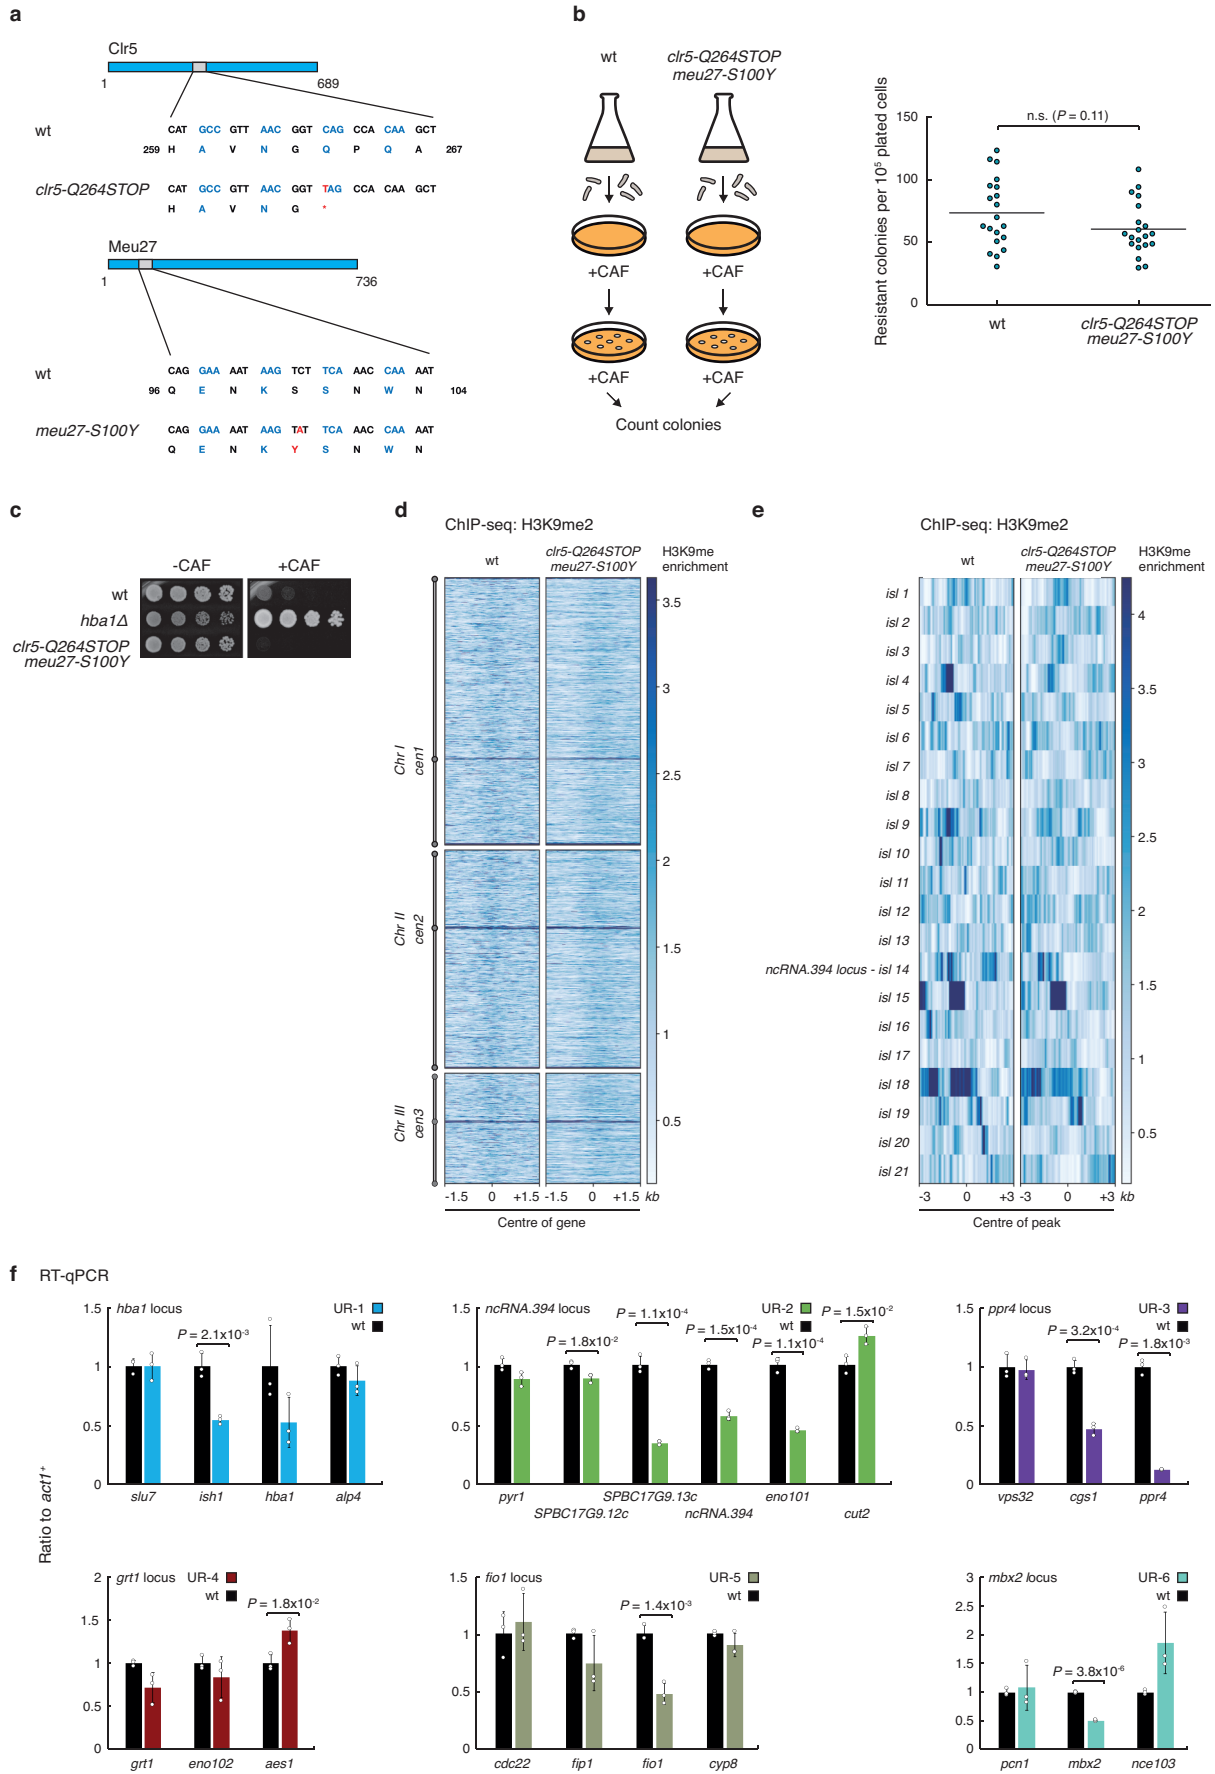 a
Clr5
1
689
wt
CAT GCC GTT AAC GGT CAG CCA CAA GCT
259 H A V N G Q P Q A 267
clr5-Q264STOP
CAT GCC GTT AAC GGT TAG CCA CAA GCT
H A V N G *
Meu27
1
736
wt
CAG GAA AAT AAG TCT TCA AAC CAA AAT
96 Q E N K S S N W N 104
meu27-S100Y
CAG GAA AAT AAG TAT TCA AAC CAA AAT
Q E N K Y S N W N
b
wt
clr5-Q264STOP
meu27-S100Y
+CAF +CAF
+CAF +CAF
Count colonies
Resistant colonies per 10⁵ plated cells
150
100
50
0
n.s. (P = 0.11)
wt
clr5-Q264STOP
meu27-S100Y
c
-CAF +CAF
wt
hba1Δ
clr5-Q264STOP
meu27-S100Y
d
ChIP-seq: H3K9me2
wt
clr5-Q264STOP
meu27-S100Y
H3K9me
enrichment
3.5
3
2.5
2
1.5
1
0.5
Chr I
cen1
Chr II
cen2
Chr III
cen3
-1.5 0 +1.5 -1.5 0 +1.5 kb
Centre of gene
e
ChIP-seq: H3K9me2
wt
clr5-Q264STOP
meu27-S100Y
H3K9me
enrichment
4
3.5
3
2.5
2
1.5
1
0.5
isl 1
isl 2
isl 3
isl 4
isl 5
isl 6
isl 7
isl 8
isl 9
isl 10
isl 11
isl 12
isl 13
ncRNA.394 locus - isl 14
isl 15
isl 16
isl 17
isl 18
isl 19
isl 20
isl 21
-3 0 +3 -3 0 +3 kb
Centre of peak
f
RT-qPCR
Ratio to act1⁺
hba1 locus
UR-1
wt
1.5
1
0.5
0
P = 2.1x10⁻³
slu7 ish1 hba1 alp4
ncRNA.394 locus
UR-2
wt
1.5
1
0.5
0
P = 1.8x10⁻²
P = 1.1x10⁻⁴
P = 1.5x10⁻⁴
P = 1.1x10⁻⁴
P = 1.5x10⁻²
pyr1 SPBC17G9.13c eno101
SPBC17G9.12c ncRNA.394 cut2
ppr4 locus
UR-3
wt
1.5
1
0.5
0
P = 3.2x10⁻⁴
P = 1.8x10⁻³
vps32 cgs1 ppr4
grt1 locus
UR-4
wt
2
1.5
1
0.5
0
P = 1.8x10⁻²
grt1 eno102 aes1
fio1 locus
UR-5
wt
1.5
1
0.5
0
P = 1.4x10⁻³
cdc22 fip1 fio1 cyp8
mbx2 locus
UR-6
wt
3
2.5
2
1.5
1
0.5
0
P = 3.8x10⁻⁶
pcn1 mbx2 nce103